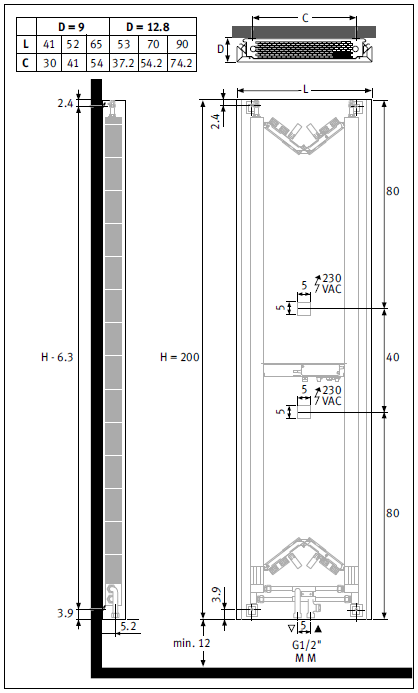 D = 9 D = 12.8
L 41 52 65 53 70 90
C 30 41 54 37.2 54.2 74.2
C
D
L
2.4
2.4
80
5
230
VAC
5
H - 6.3
H = 200
40
5
230
VAC
5
80
3.9
3.9
5.2
min. 12
5
G1/2"
M M